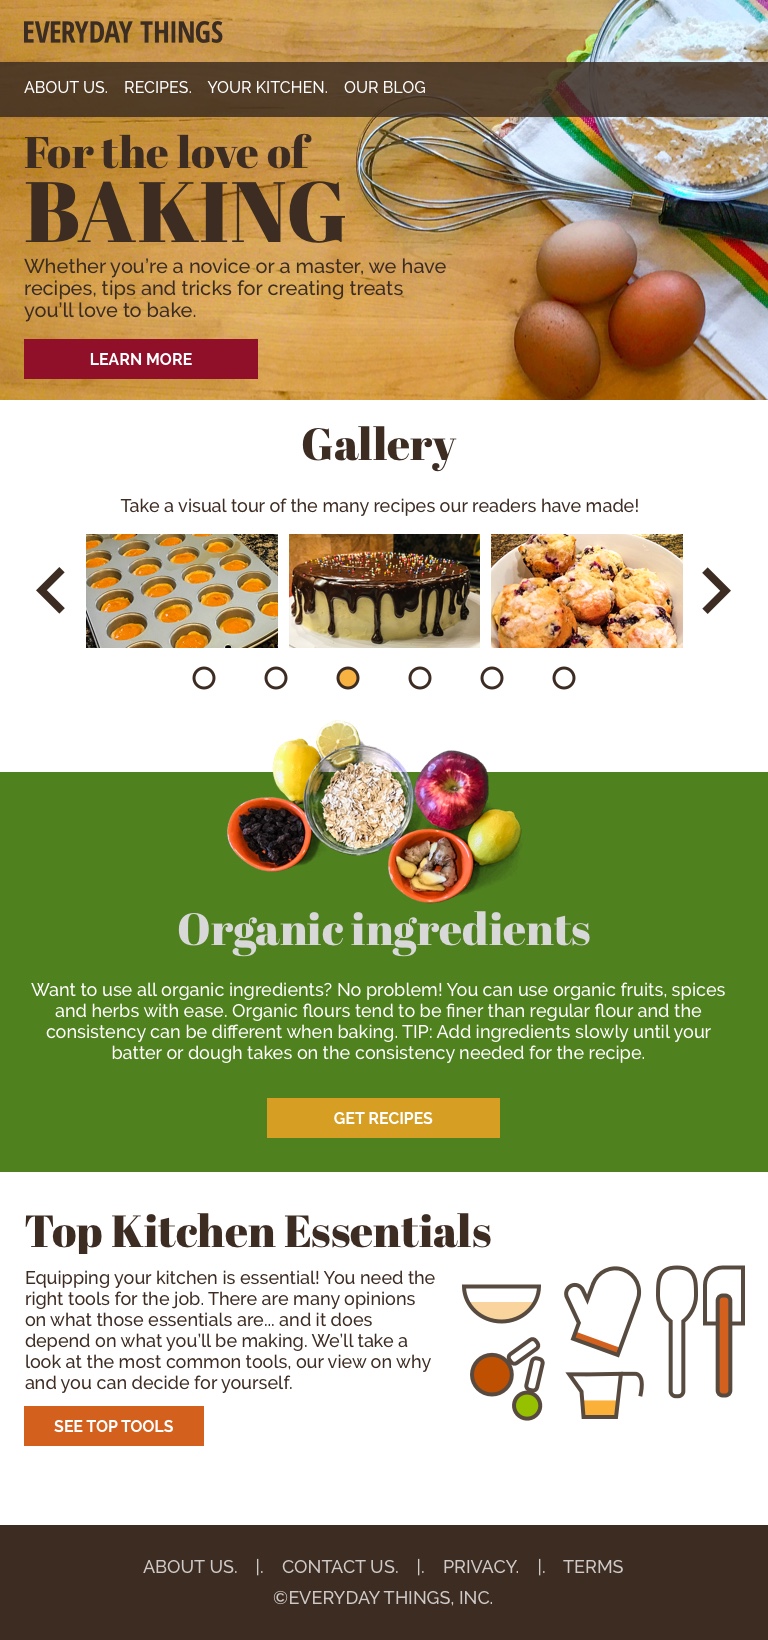 EVERYDAY THINGS
ABOUT US. RECIPES. YOUR KITCHEN. OUR BLOG
For the love of
BAKING
Whether you're a novice or a master, we have
recipes, tips and tricks for creating treats
you'll love to bake.
LEARN MORE
Gallery
Take a visual tour of the many recipes our readers have made!
Organic ingredients
Want to use all organic ingredients? No problem! You can use organic fruits, spices
and herbs with ease. Organic flours tend to be finer than regular flour and the
consistency can be different when baking. TIP: Add ingredients slowly until your
batter or dough takes on the consistency needed for the recipe.
GET RECIPES
Top Kitchen Essentials
Equipping your kitchen is essential! You need the
right tools for the job. There are many opinions
on what those essentials are... and it does
depend on what you'll be making. We'll take a
look at the most common tools, our view on why
and you can decide for yourself.
SEE TOP TOOLS
ABOUT US. |. CONTACT US. |. PRIVACY. |. TERMS
©EVERYDAY THINGS, INC.